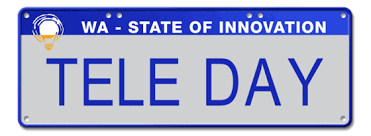 WA - STATE OF INNOVATION
TELE DAY